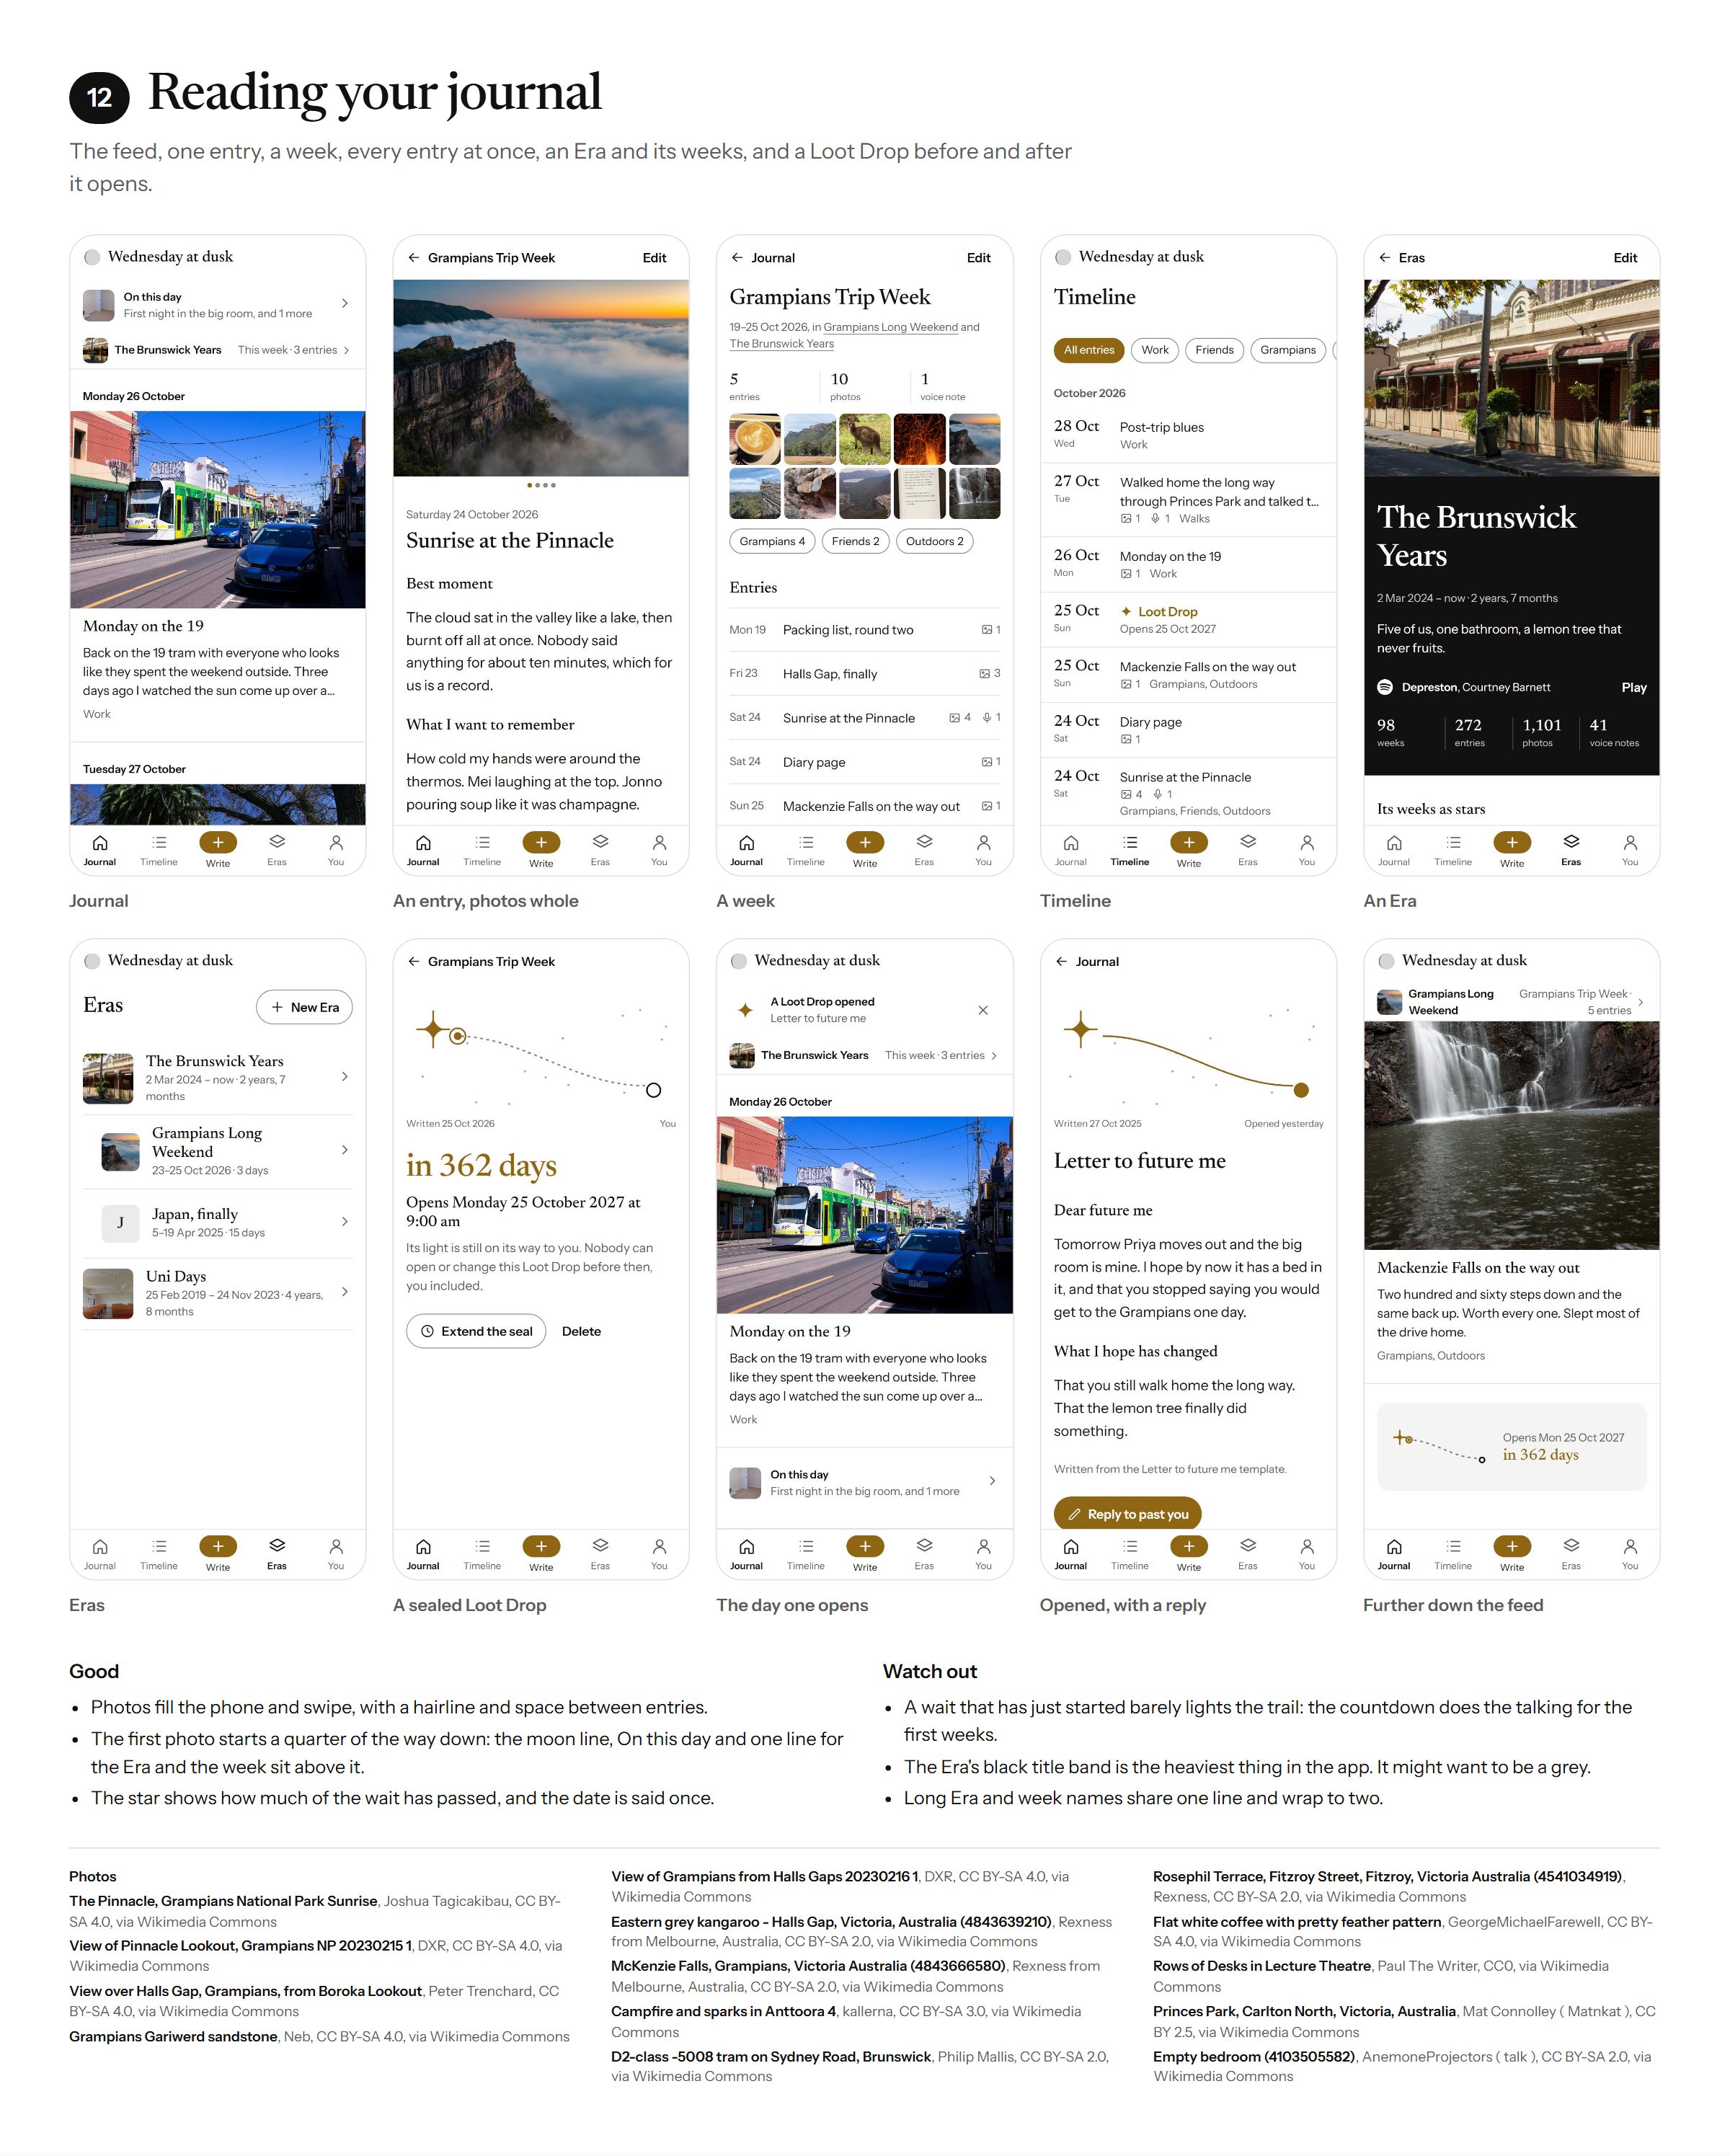 12 Reading your journal
The feed, one entry, a week, every entry at once, an Era and its weeks, and a Loot Drop before and after
it opens.
Wednesday at dusk
On this day
First night in the big room, and 1 more
The Brunswick Years This week · 3 entries
Monday 26 October
Monday on the 19
Back on the 19 tram with everyone who looks
like they spent the weekend outside. Three
days ago I watched the sun come up over a...
Work
Tuesday 27 October
Journal Timeline Write Eras You
Journal
Grampians Trip Week Edit
Saturday 24 October 2026
Sunrise at the Pinnacle
Best moment
The cloud sat in the valley like a lake, then
burnt off all at once. Nobody said
anything for about ten minutes, which for
us is a record.
What I want to remember
How cold my hands were around the
thermos. Mei laughing at the top. Jonno
pouring soup like it was champagne.
Journal Timeline Write Eras You
An entry, photos whole
Journal Edit
Grampians Trip Week
19–25 Oct 2026, in Grampians Long Weekend and
The Brunswick Years
5 10 1
entries photos voice note
Grampians 4 Friends 2 Outdoors 2
Entries
Mon 19 Packing list, round two 1
Fri 23 Halls Gap, finally 3
Sat 24 Sunrise at the Pinnacle 4 1
Sat 24 Diary page 1
Sun 25 Mackenzie Falls on the way out 1
Journal Timeline Write Eras You
A week
Wednesday at dusk
Timeline
All entries Work Friends Grampians
October 2026
28 Oct Post-trip blues
Wed Work
27 Oct Walked home the long way
Tue through Princes Park and talked t...
1 1 Walks
26 Oct Monday on the 19
Mon 1 Work
25 Oct Loot Drop
Sun Opens 25 Oct 2027
25 Oct Mackenzie Falls on the way out
Sun 1 Grampians, Outdoors
24 Oct Diary page
Sat 1
24 Oct Sunrise at the Pinnacle
Sat 4 1
Grampians, Friends, Outdoors
Journal Timeline Write Eras You
Timeline
Eras Edit
The Brunswick
Years
2 Mar 2024 – now · 2 years, 7 months
Five of us, one bathroom, a lemon tree that
never fruits.
Depreston, Courtney Barnett Play
98 272 1,101 41
weeks entries photos voice notes
Its weeks as stars
Journal Timeline Write Eras You
An Era
Wednesday at dusk
Eras + New Era
The Brunswick Years
2 Mar 2024 – now · 2 years, 7
months
Grampians Long
Weekend
23–25 Oct 2026 · 3 days
J Japan, finally
5–19 Apr 2025 · 15 days
Uni Days
25 Feb 2019 – 24 Nov 2023 · 4 years,
8 months
Journal Timeline Write Eras You
Eras
Grampians Trip Week
Written 25 Oct 2026 You
in 362 days
Opens Monday 25 October 2027 at
9:00 am
Its light is still on its way to you. Nobody can
open or change this Loot Drop before then,
you included.
Extend the seal Delete
Journal Timeline Write Eras You
A sealed Loot Drop
Wednesday at dusk
A Loot Drop opened
Letter to future me
The Brunswick Years This week · 3 entries
Monday 26 October
Monday on the 19
Back on the 19 tram with everyone who looks
like they spent the weekend outside. Three
days ago I watched the sun come up over a...
Work
On this day
First night in the big room, and 1 more
Journal Timeline Write Eras You
The day one opens
Journal
Written 27 Oct 2025 Opened yesterday
Letter to future me
Dear future me
Tomorrow Priya moves out and the big
room is mine. I hope by now it has a bed in
it, and that you stopped saying you would
get to the Grampians one day.
What I hope has changed
That you still walk home the long way.
That the lemon tree finally did
something.
Written from the Letter to future me template.
Reply to past you
Journal Timeline Write Eras You
Opened, with a reply
Wednesday at dusk
Grampians Long Grampians Trip Week ·
Weekend 5 entries
Mackenzie Falls on the way out
Two hundred and sixty steps down and the
same back up. Worth every one. Slept most of
the drive home.
Grampians, Outdoors
Opens Mon 25 Oct 2027
in 362 days
Journal Timeline Write Eras You
Further down the feed
Good
• Photos fill the phone and swipe, with a hairline and space between entries.
• The first photo starts a quarter of the way down: the moon line, On this day and one line for
the Era and the week sit above it.
• The star shows how much of the wait has passed, and the date is said once.
Watch out
• A wait that has just started barely lights the trail: the countdown does the talking for the
first weeks.
• The Era's black title band is the heaviest thing in the app. It might want to be a grey.
• Long Era and week names share one line and wrap to two.
Photos
The Pinnacle, Grampians National Park Sunrise, Joshua Tagicakibau, CC BY-
SA 4.0, via Wikimedia Commons
View of Pinnacle Lookout, Grampians NP 20230215 1, DXR, CC BY-SA 4.0, via
Wikimedia Commons
View over Halls Gap, Grampians, from Boroka Lookout, Peter Trenchard, CC
BY-SA 4.0, via Wikimedia Commons
Grampians Gariwerd sandstone, Neb, CC BY-SA 4.0, via Wikimedia Commons
View of Grampians from Halls Gaps 20230216 1, DXR, CC BY-SA 4.0, via
Wikimedia Commons
Eastern grey kangaroo - Halls Gap, Victoria, Australia (4843639210), Rexness
from Melbourne, Australia, CC BY-SA 2.0, via Wikimedia Commons
McKenzie Falls, Grampians, Victoria Australia (4843666580), Rexness from
Melbourne, Australia, CC BY-SA 2.0, via Wikimedia Commons
Campfire and sparks in Anttoora 4, kallerna, CC BY-SA 3.0, via Wikimedia
Commons
D2-class -5008 tram on Sydney Road, Brunswick, Philip Mallis, CC BY-SA 2.0,
via Wikimedia Commons
Rosephil Terrace, Fitzroy Street, Fitzroy, Victoria Australia (4541034919),
Rexness, CC BY-SA 2.0, via Wikimedia Commons
Flat white coffee with pretty feather pattern, GeorgeMichaelFarewell, CC BY-
SA 4.0, via Wikimedia Commons
Rows of Desks in Lecture Theatre, Paul The Writer, CC0, via Wikimedia
Commons
Princes Park, Carlton North, Victoria, Australia, Mat Connolley ( Matnkat ), CC
BY 2.5, via Wikimedia Commons
Empty bedroom (4103505582), AnemoneProjectors ( talk ), CC BY-SA 2.0, via
Wikimedia Commons